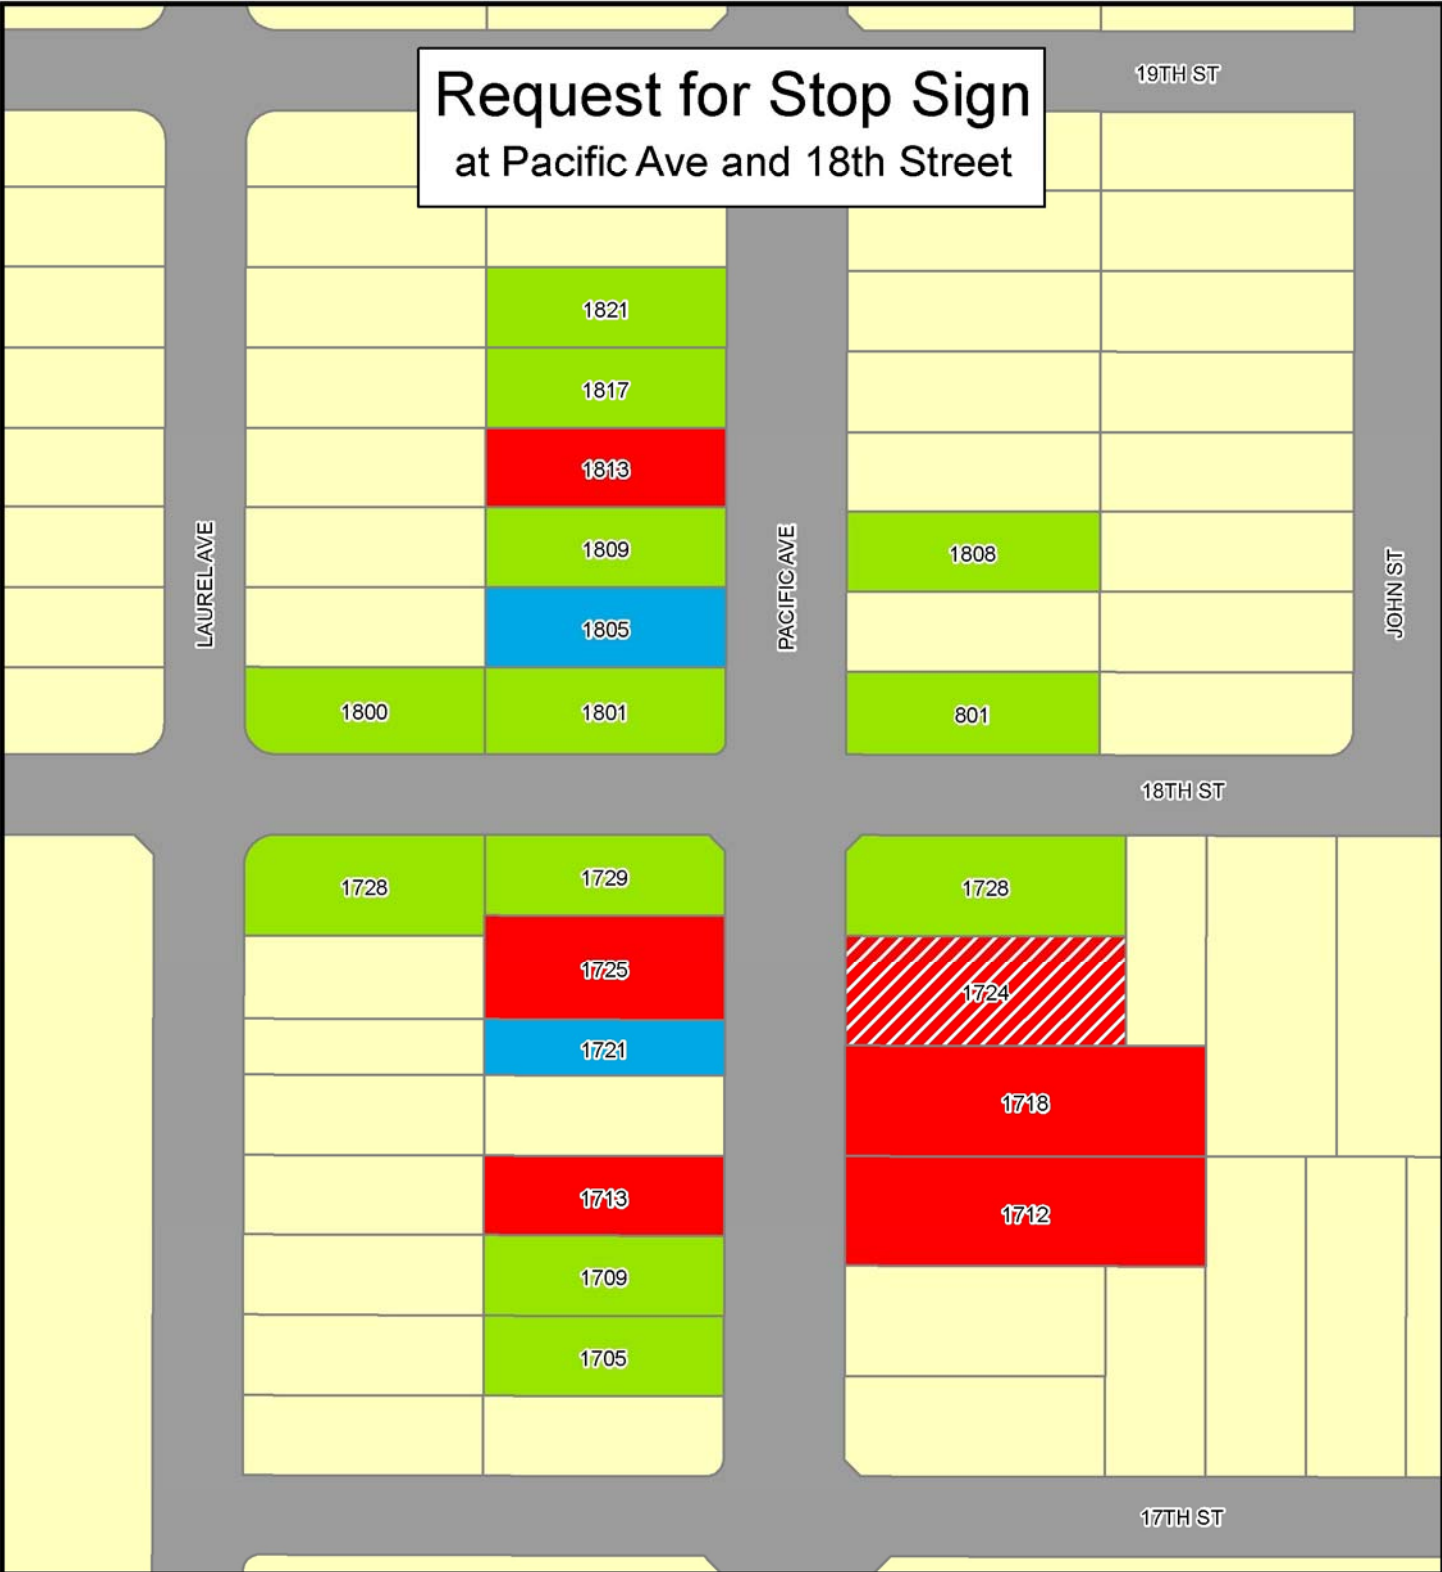 19TH ST
Request for Stop Sign
at Pacific Ave and 18th Street
1821
1817
1813
1809
1808
LAUREL AVE
PACIFIC AVE
JOHN ST
1805
1800
1801
801
18TH ST
1728
1729
1728
1725
1724
1721
1718
1713
1712
1709
1705
17TH ST